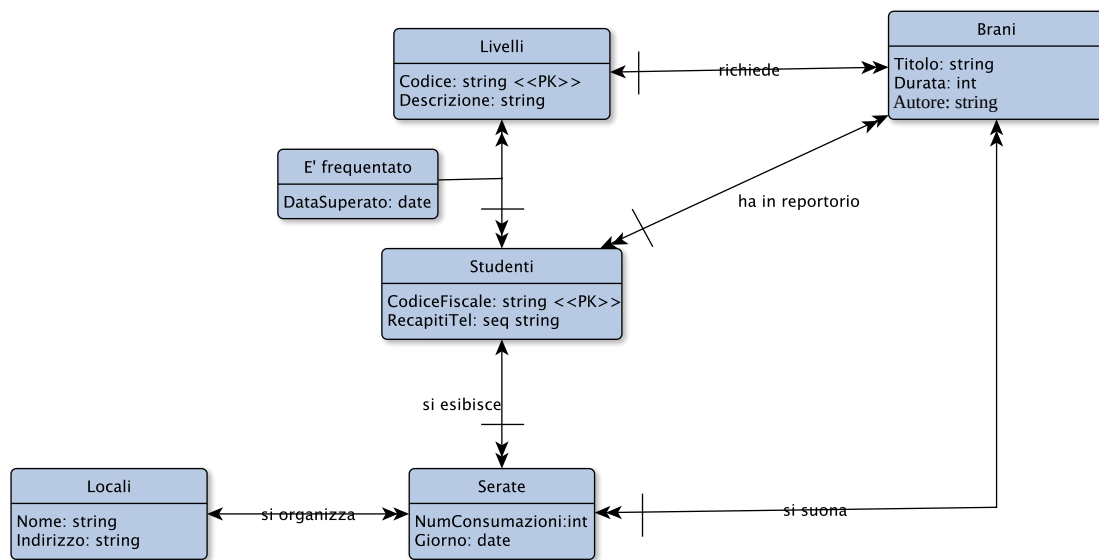 Brani
Titolo: string
Durata: int
Autore: string
Livelli
Codice: string <<PK>>
Descrizione: string
richiede
E' frequentato
DataSuperato: date
ha in reportorio
Studenti
CodiceFiscale: string <<PK>>
RecapitiTel: seq string
si esibisce
Locali
Nome: string
Indirizzo: string
si organizza
Serate
NumConsumazioni:int
Giorno: date
si suona